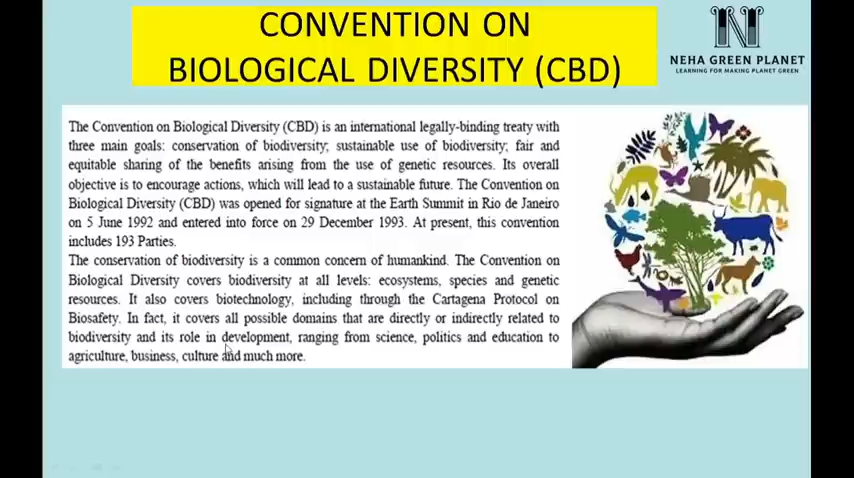 CONVENTION ON
BIOLOGICAL DIVERSITY (CBD)
NEHA GREEN PLANET
LEARNING FOR MAKING PLANET GREEN
The Convention on Biological Diversity (CBD) is an international legally-binding treaty with
three main goals: conservation of biodiversity; sustainable use of biodiversity; fair and
equitable sharing of the benefits arising from the use of genetic resources. Its overall
objective is to encourage actions, which will lead to a sustainable future. The Convention on
Biological Diversity (CBD) was opened for signature at the Earth Summit in Rio de Janeiro
on 5 June 1992 and entered into force on 29 December 1993. At present, this convention
includes 193 Parties.
The conservation of biodiversity is a common concern of humankind. The Convention on
Biological Diversity covers biodiversity at all levels: ecosystems, species and genetic
resources. It also covers biotechnology, including through the Cartagena Protocol on
Biosafety. In fact, it covers all possible domains that are directly or indirectly related to
biodiversity and its role in development, ranging from science, politics and education to
agriculture, business, culture and much more.